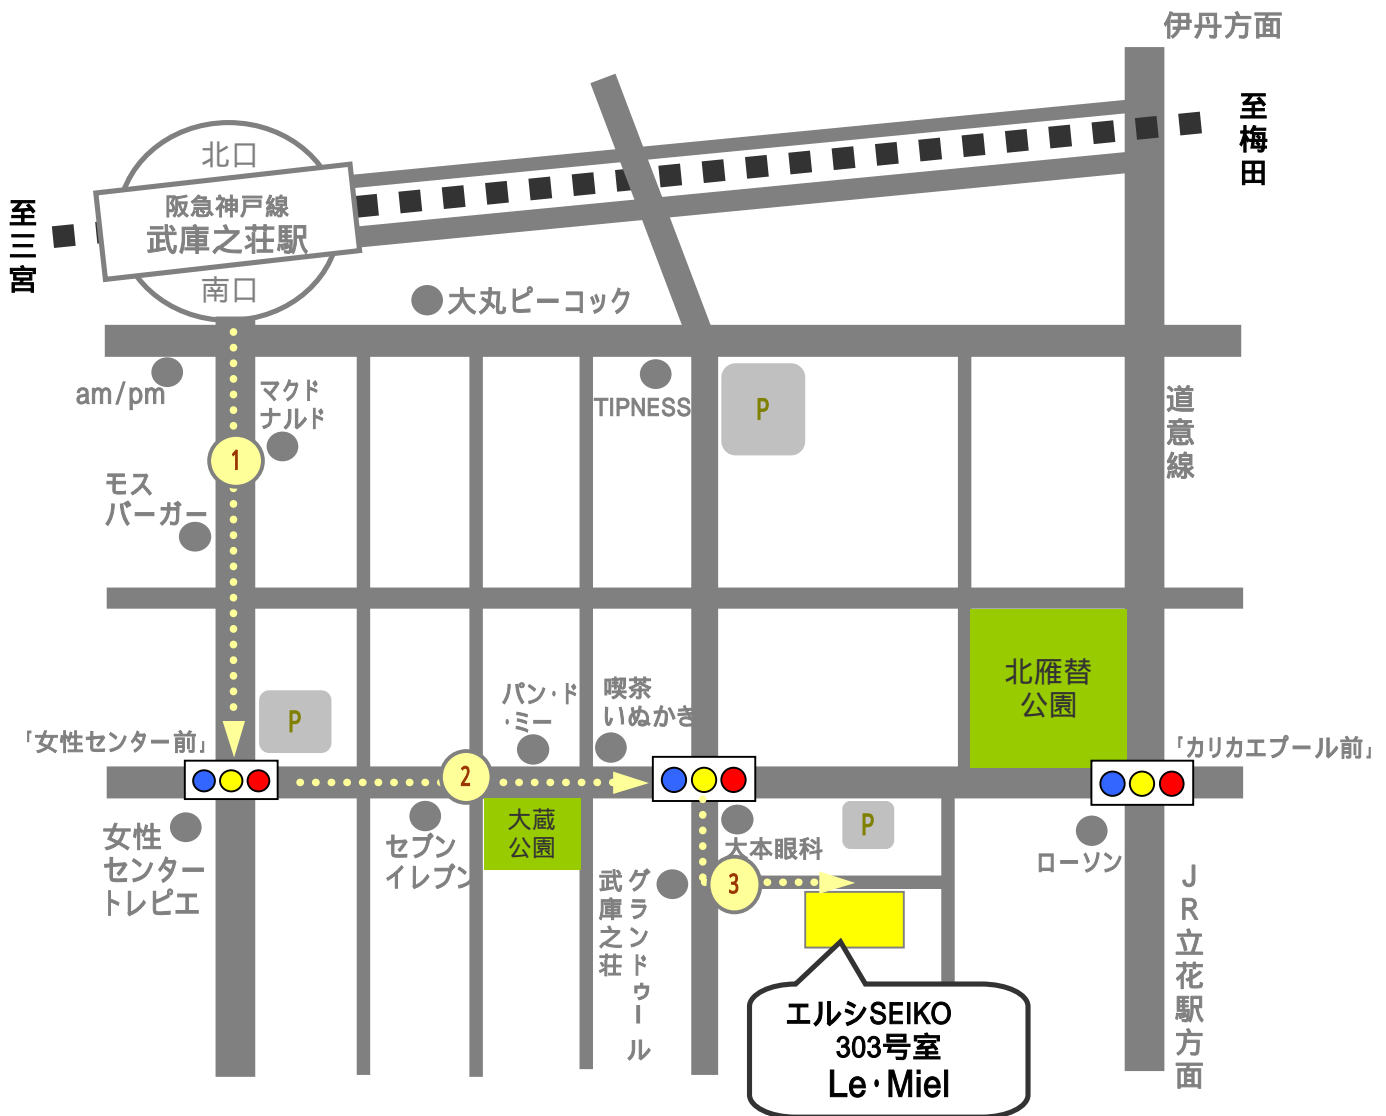 伊丹方面
至梅田
北口
阪急神戸線
武庫之荘駅
南口
至三宮
大丸ピーコック
am/pm
マクド
ナルド
TIPNESS
P
道意線
1
モス
バーガー
北雁替
公園
パン・ド
・ミー
喫茶
いぬかき
P
「女性センター前」
「カリカエプール前」
2
女性
センター
トレピエ
セブン
イレブン
大蔵
公園
大本眼科
P
ローソン
3
グランドゥール
武庫之荘
JR立花駅方面
エルシSEIKO
303号室
Le・Miel